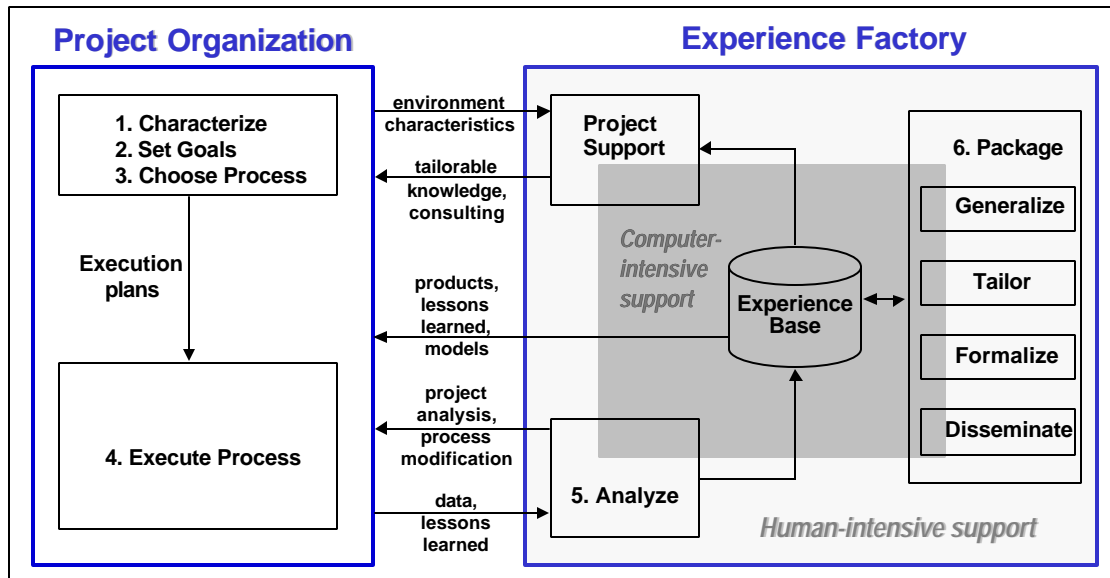 Project Organization
Experience Factory
1. Characterize
2. Set Goals
3. Choose Process
Execution
plans
4. Execute Process
environment
characteristics
tailorable
knowledge,
consulting
products,
lessons
learned,
models
project
analysis,
process
modification
data,
lessons
learned
Project
Support
Computer-
intensive
support
Experience
Base
5. Analyze
6. Package
Generalize
Tailor
Formalize
Disseminate
Human-intensive support